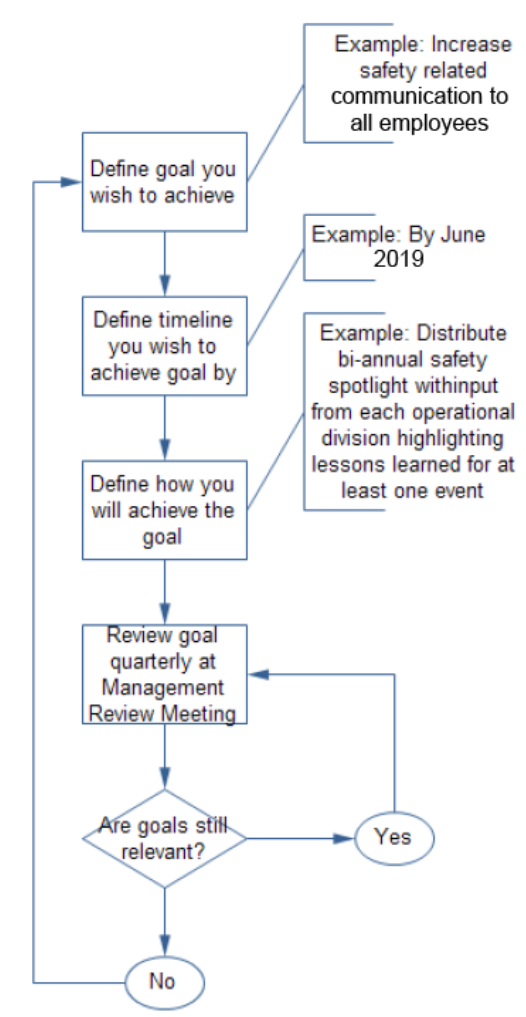 Example: Increase
safety related
communication to
all employees
Define goal you
wish to achieve
Example: By June
2019
Define timeline
you wish to
achieve goal by
Example: Distribute
bi-annual safety
spotlight withinput
from each operational
division highlighting
lessons learned for at
least one event
Define how you
will achieve the
goal
Review goal
quarterly at
Management
Review Meeting
Are goals still
relevant?
Yes
No